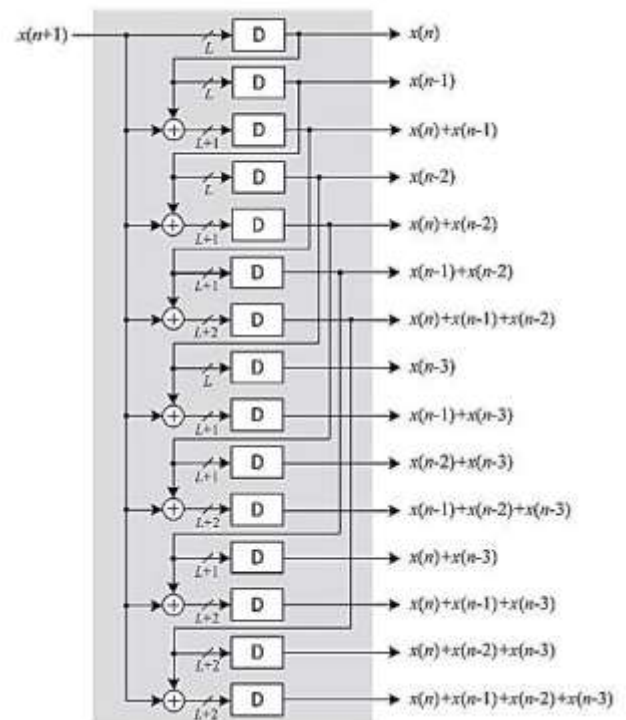 x(n+1) L D x(n)
L D x(n-1)
+ L+1 D x(n)+x(n-1)
L D x(n-2)
+ L+1 D x(n)+x(n-2)
L+1 D x(n-1)+x(n-2)
+ L+2 D x(n)+x(n-1)+x(n-2)
L D x(n-3)
+ L+1 D x(n-1)+x(n-3)
L+1 D x(n-2)+x(n-3)
+ L+2 D x(n-1)+x(n-2)+x(n-3)
L+1 D x(n)+x(n-3)
+ L+2 D x(n)+x(n-1)+x(n-3)
L+2 D x(n)+x(n-2)+x(n-3)
+ L+2 D x(n)+x(n-1)+x(n-2)+x(n-3)